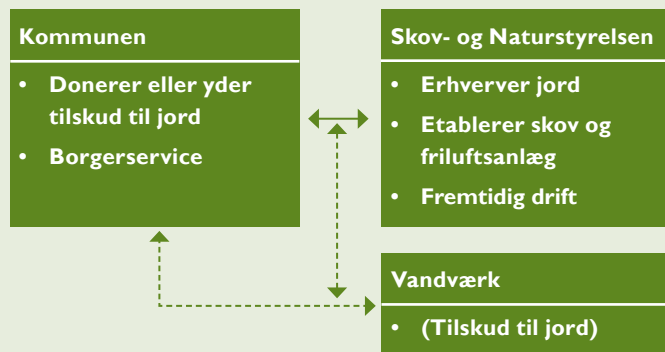 Kommunen
• Donerer eller yder
tilskud til jord
• Borgerservice
Skov- og Naturstyrelsen
• Erhverver jord
• Etablerer skov og
friluftsanlæg
• Fremtidig drift
Vandværk
• (Tilskud til jord)